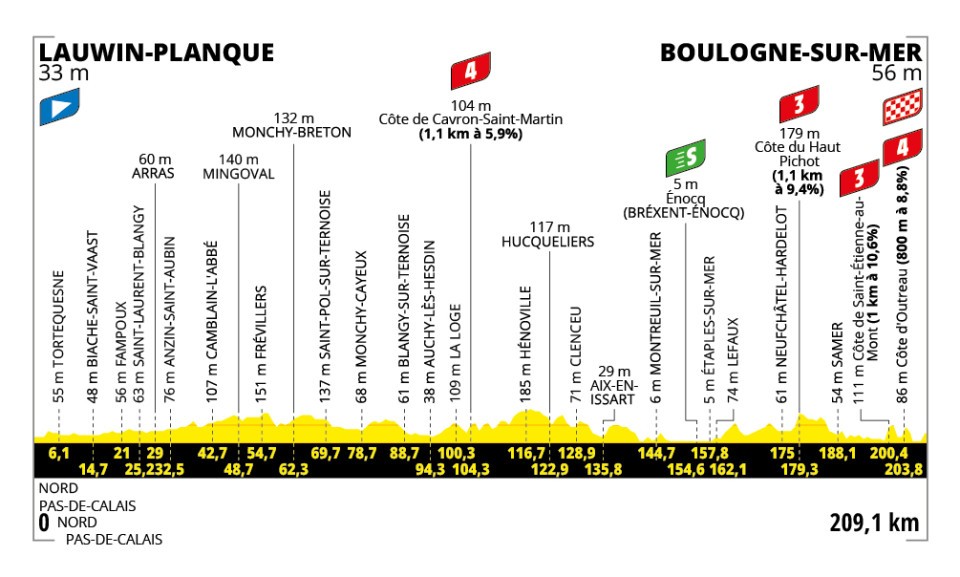 LAUWIN-PLANQUE
33 m
BOULOGNE-SUR-MER
56 m
55 m TORTEQUESNE
48 m BIACHE-SAINT-VAAST
56 m FAMPOUX
63 m SAINT-LAURENT-BLANGY
60 m
ARRAS
76 m ANZIN-SAINT-AUBIN
107 m CAMBLAIN-L'ABBÉ
140 m
MINGOVAL
151 m FRÉVILLERS
132 m
MONCHY-BRETON
137 m SAINT-POL-SUR-TERNOISE
68 m MONCHY-CAYEUX
61 m BLANGY-SUR-TERNOISE
38 m AUCHY-LÈS-HESDIN
109 m LA LOGE
4
104 m
Côte de Cavron-Saint-Martin
(1,1 km à 5,9%)
185 m HÉNOVILLE
117 m
HUCQUELIERS
71 m CLENCEU
29 m
AIX-EN-
ISSART
6 m MONTREUIL-SUR-MER
S
5 m
Énocq
(BRÉXENT-ÉNOCQ)
5 m ÉTAPLES-SUR-MER
74 m LEFAUX
61 m NEUFCHÂTEL-HARDELOT
3
179 m
Côte du Haut
Pichot
(1,1 km
à 9,4%)
54 m SAMER
3
111 m Côte de Saint-Étienne-au-
Mont (1 km à 10,6%)
4
86 m Côte d'Outreau (800 m à 8,8%)
6,1 21 29 42,7 54,7 69,7 78,7 88,7 100,3 116,7 128,9 144,7 157,8 175 188,1 200,4
14,7 25,2 32,5 48,7 62,3 94,3 104,3 122,9 135,8 154,6 162,1 179,3 203,8
NORD
PAS-DE-CALAIS
0 NORD
PAS-DE-CALAIS
209,1 km